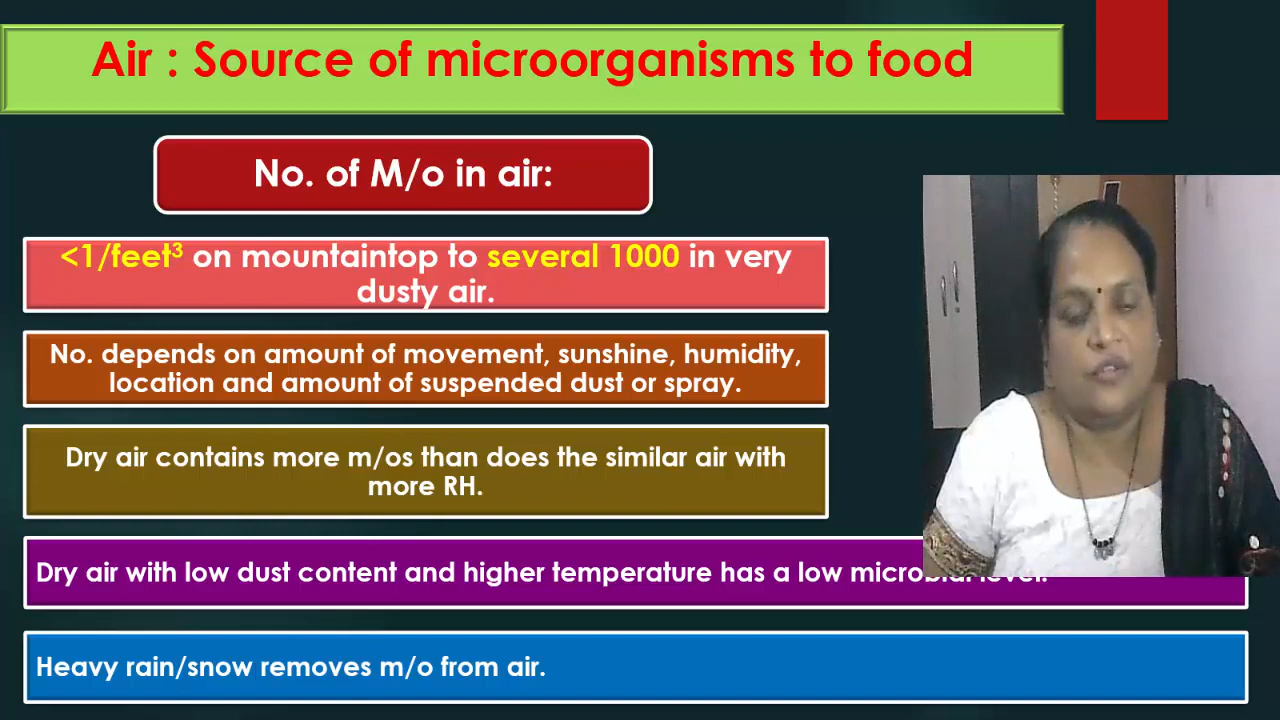 Air : Source of microorganisms to food
No. of M/o in air:
<1/feet³ on mountaintop to several 1000 in very
dusty air.
No. depends on amount of movement, sunshine, humidity,
location and amount of suspended dust or spray.
Dry air contains more m/os than does the similar air with
more RH.
Dry air with low dust content and higher temperature has a low microbial level.
Heavy rain/snow removes m/o from air.